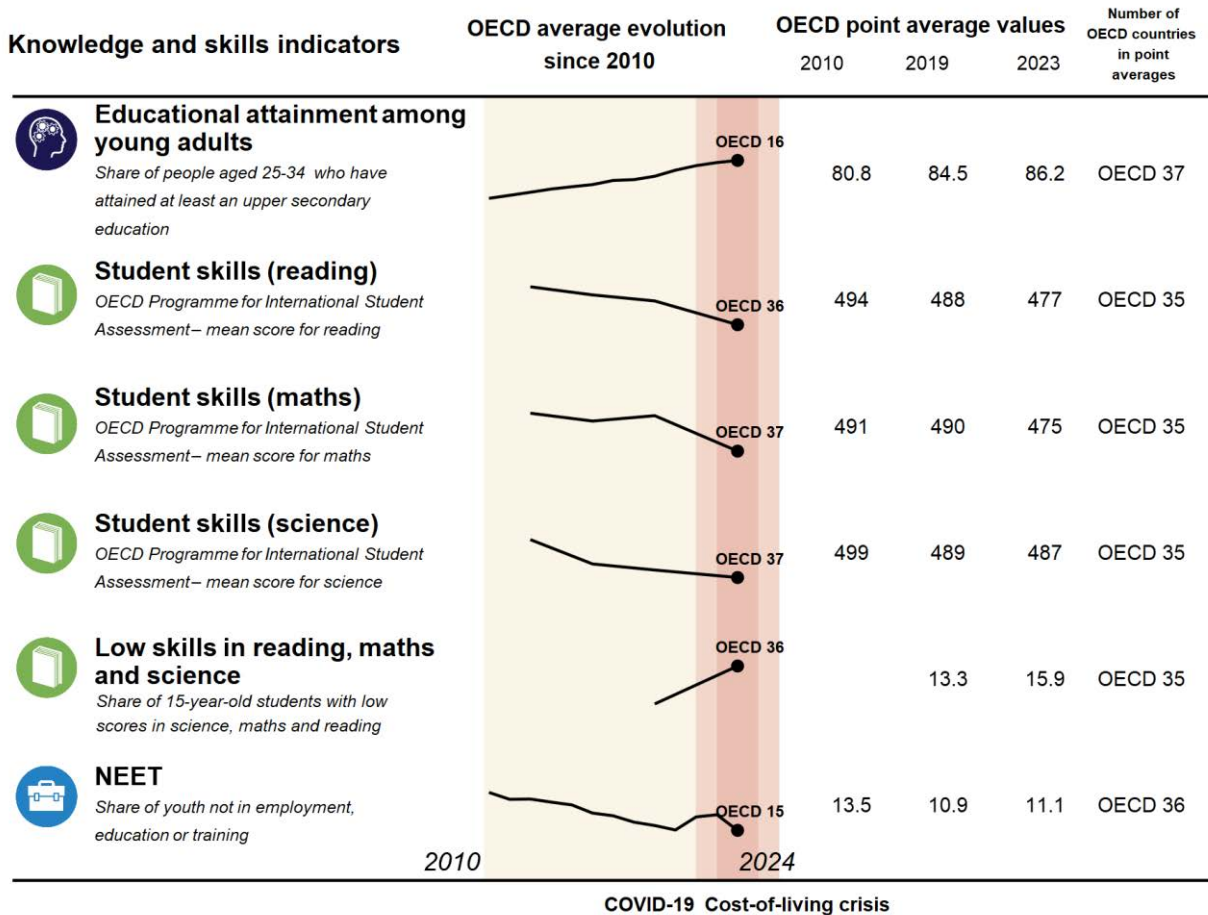 Knowledge and skills indicators
OECD average evolution
since 2010
OECD point average values
2010 2019 2023
Number of
OECD countries
in point
averages
Educational attainment among
young adults
Share of people aged 25-34 who have
attained at least an upper secondary
education
OECD 16
80.8 84.5 86.2 OECD 37
Student skills (reading)
OECD Programme for International Student
Assessment– mean score for reading
OECD 36
494 488 477 OECD 35
Student skills (maths)
OECD Programme for International Student
Assessment– mean score for maths
OECD 37
491 490 475 OECD 35
Student skills (science)
OECD Programme for International Student
Assessment– mean score for science
OECD 37
499 489 487 OECD 35
Low skills in reading, maths
and science
Share of 15-year-old students with low
scores in science, maths and reading
OECD 36
13.3 15.9 OECD 35
NEET
Share of youth not in employment,
education or training
OECD 15
13.5 10.9 11.1 OECD 36
2010 2024
COVID-19 Cost-of-living crisis